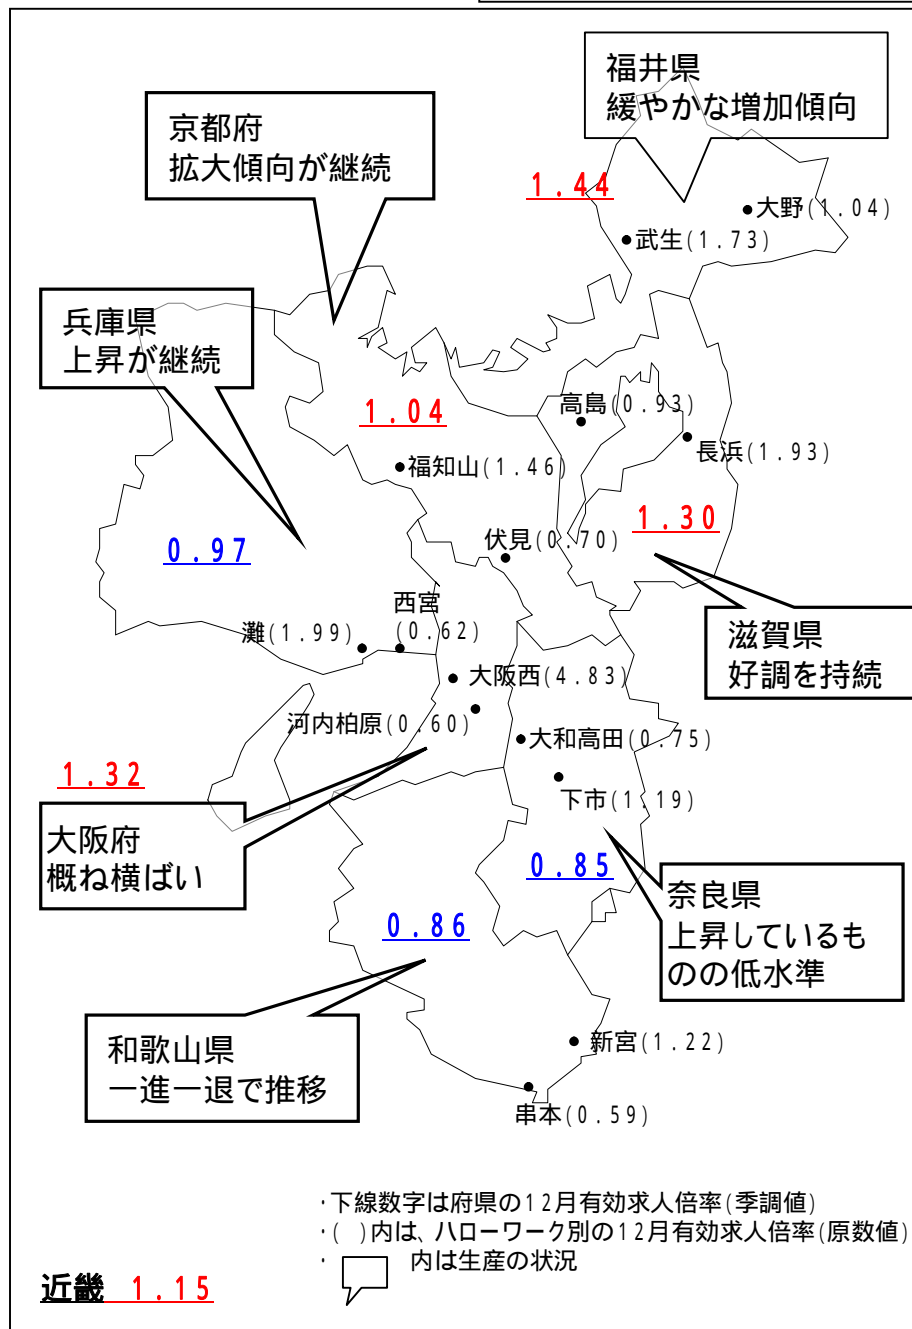 福井県
緩やかな増加傾向
京都府
拡大傾向が継続
1.44
大野(1.04)
武生(1.73)
兵庫県
上昇が継続
高島(0.93)
1.04
長浜(1.93)
福知山(1.46)
1.30
伏見(0.70)
0.97
西宮
(0.62)
灘(1.99)
滋賀県
好調を持続
大阪西(4.83)
河内柏原(0.60)
大和高田(0.75)
1.32
下市(1.19)
大阪府
概ね横ばい
0.85
奈良県
上昇しているも
のの低水準
0.86
和歌山県
一進一退で推移
新宮(1.22)
串本(0.59)
・下線数字は府県の12月有効求人倍率(季調値)
・( )内は、ハローワーク別の12月有効求人倍率(原数値)
・ 内は生産の状況
近畿 1.15